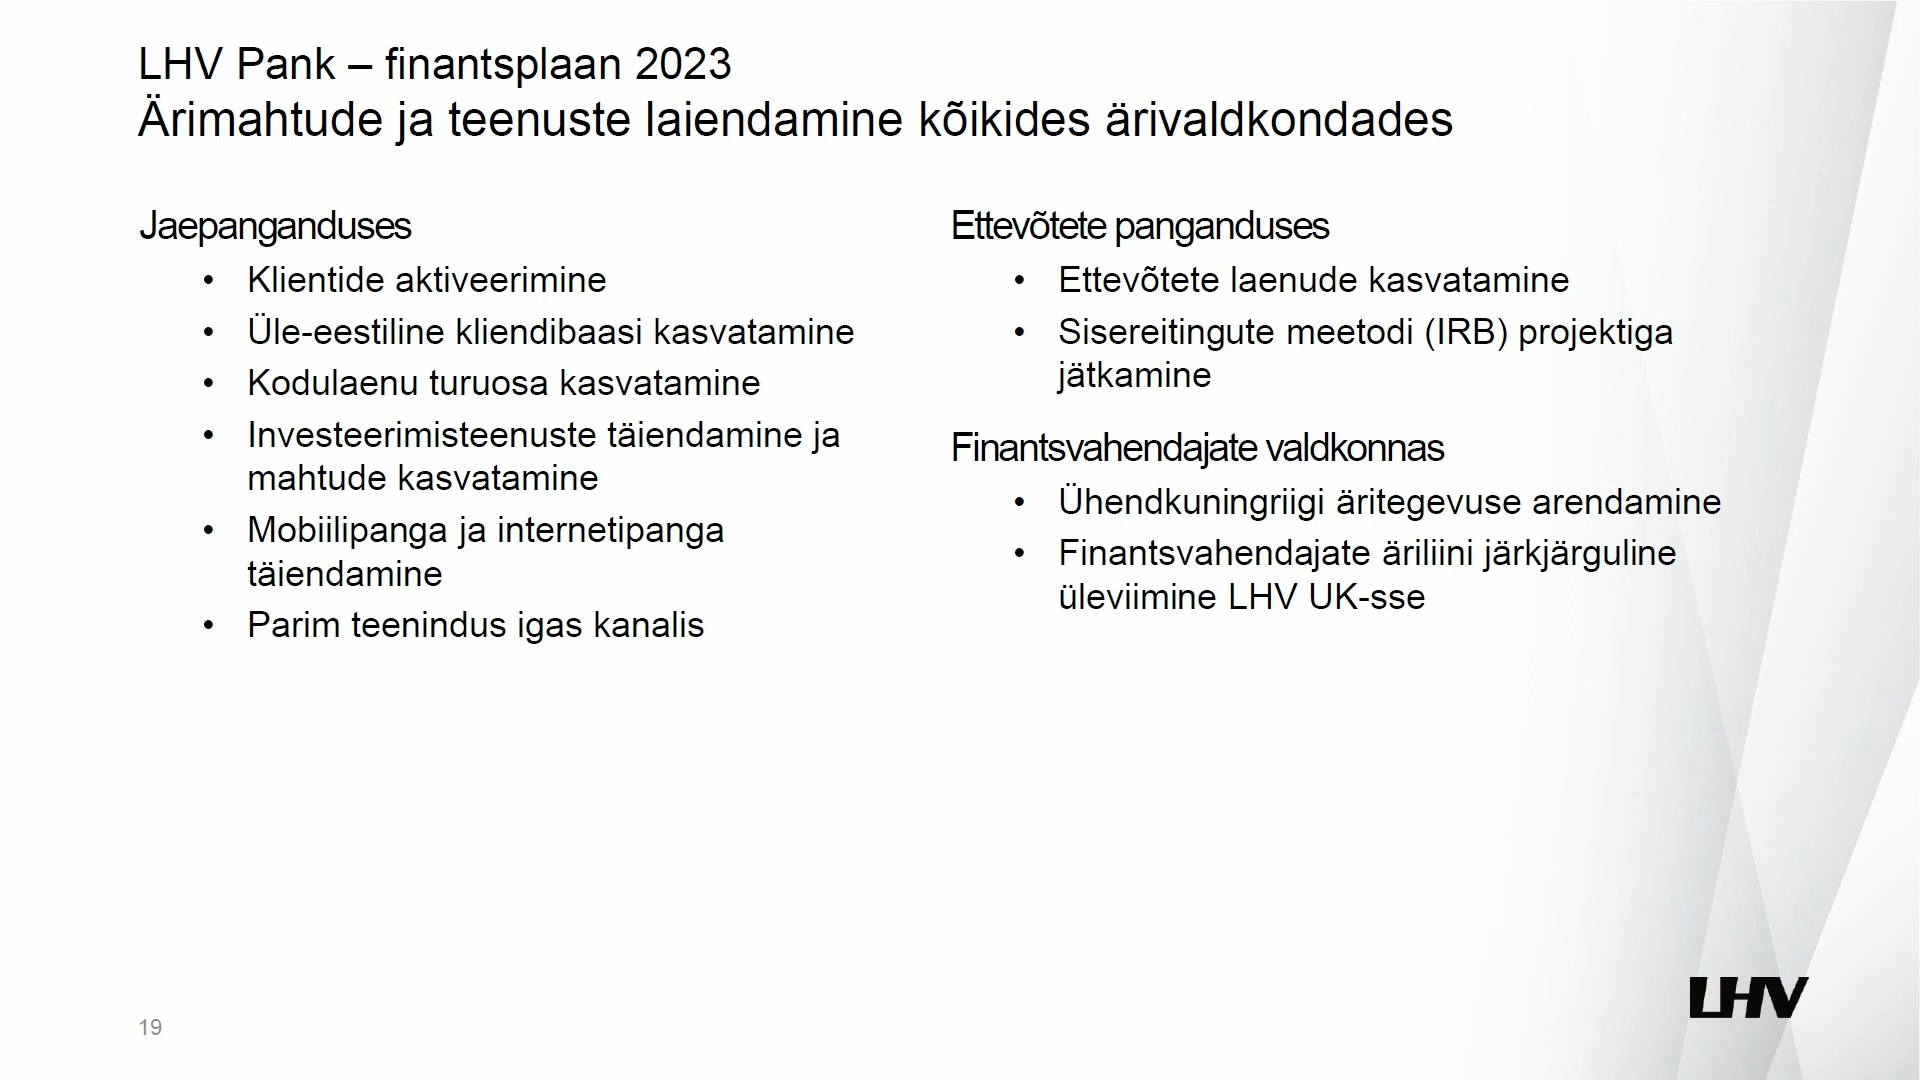 LHV Pank – finantsplaan 2023
Ärimahtude ja teenuste laiendamine kõikides ärivaldkondades
Jaepanganduses
• Klientide aktiveerimine
• Üle-eestiline kliendibaasi kasvatamine
• Kodulaenu turuosa kasvatamine
• Investeerimisteenuste täiendamine ja
mahtude kasvatamine
• Mobiilipanga ja internetipanga
täiendamine
• Parim teenindus igas kanalis
Ettevõtete panganduses
• Ettevõtete laenude kasvatamine
• Sisereitingute meetodi (IRB) projektiga
jätkamine
Finantsvahendajate valdkonnas
• Ühendkuningriigi äritegevuse arendamine
• Finantsvahendajate äriliini järkjärguline
üleviimine LHV UK-sse
19
LHV